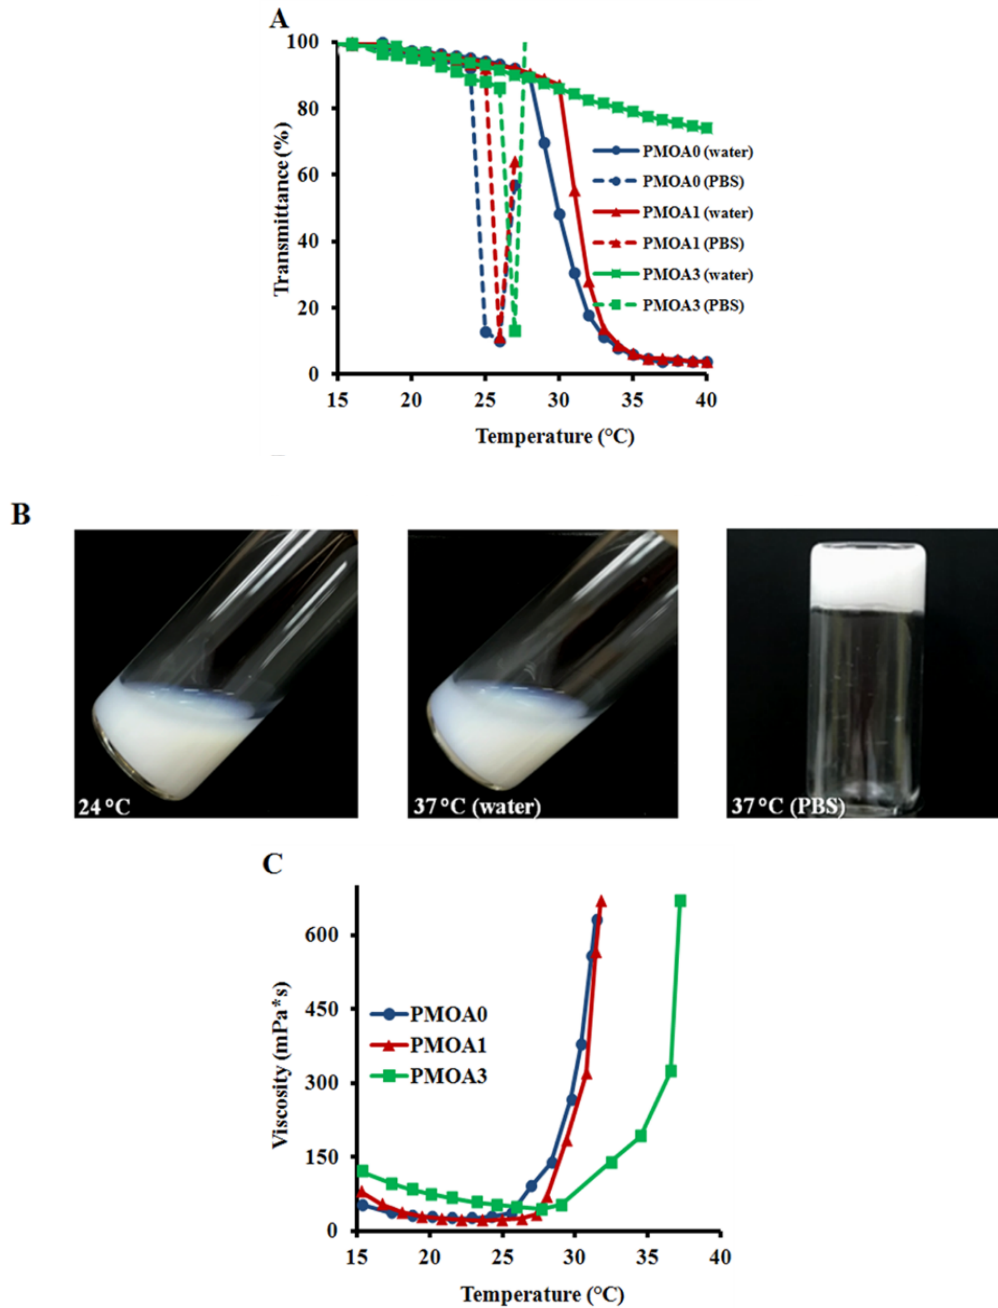 A
100
80
60
40
20
0
Transmittance (%)
PMOA0 (water)
PMOA0 (PBS)
PMOA1 (water)
PMOA1 (PBS)
PMOA3 (water)
PMOA3 (PBS)
15 20 25 30 35 40
Temperature (°C)
B
24 °C
37 °C (water)
37 °C (PBS)
C
600
450
300
150
0
Viscosity (mPa*s)
PMOA0
PMOA1
PMOA3
15 20 25 30 35 40
Temperature (°C)